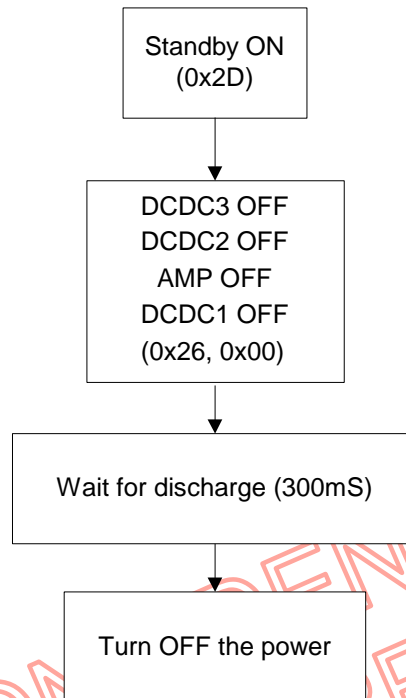 Standby ON
(0x2D)
DCDC3 OFF
DCDC2 OFF
AMP OFF
DCDC1 OFF
(0x26, 0x00)
Wait for discharge (300mS)
Turn OFF the power